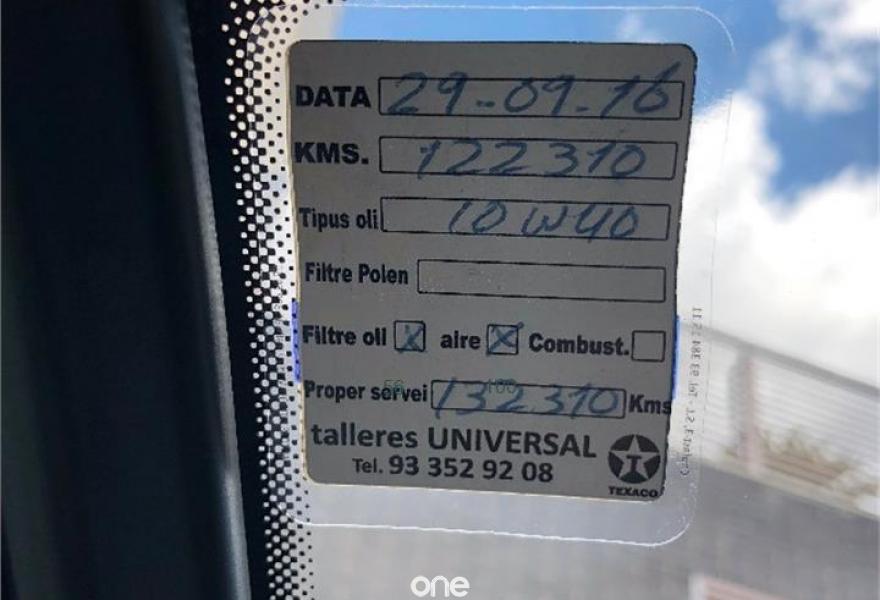 DATA 29-09-16
KMS. 122310
Tipus oli 10W40
Filtre Polen
Filtre oli X aire X Combust.
Proper servei 132310 Kms
talleres UNIVERSAL
Tel. 93 352 92 08
TEXACO
one